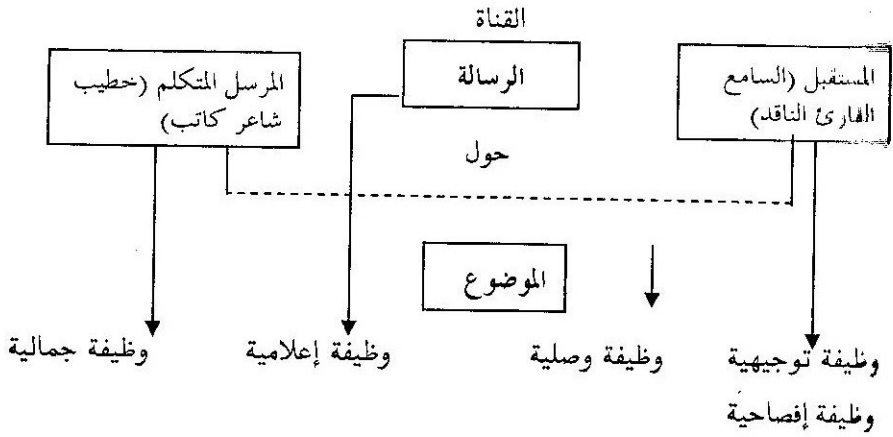 القناة
المستقبل (السامع
القارئ الناقد)
الرسالة
المرسل المتكلم (خطيب
شاعر كاتب)
حول
الموضوع
وظيفة توجيهية
وظيفة إفصاحية
وظيفة وصلية
وظيفة إعلامية
وظيفة جمالية